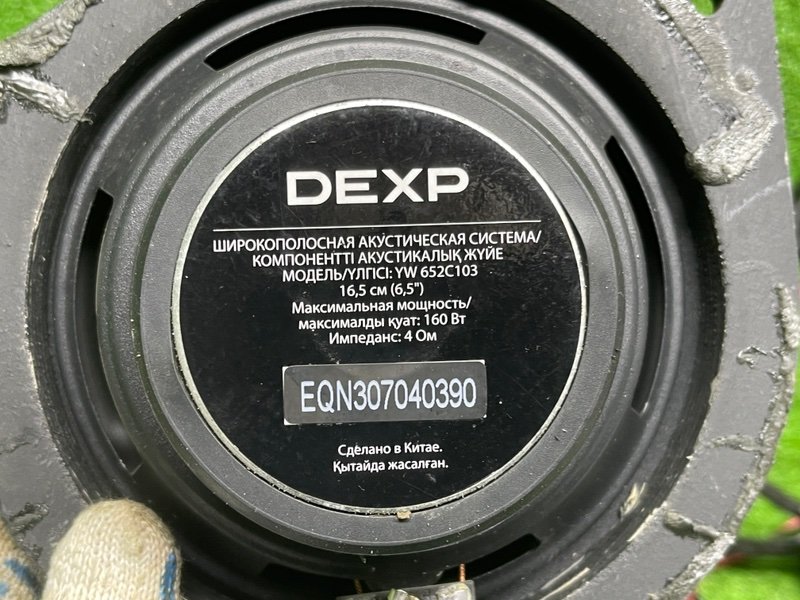 DEXP
ШИРОКОПОЛОСНАЯ АКУСТИЧЕСКАЯ СИСТЕМА/
КОМПОНЕНТТІ АКУСТИКАЛЫҚ ЖҮЙЕ
МОДЕЛЬ/ҮЛГІСІ: YW 652C103
16,5 см (6,5")
Максимальная мощность/
максималды қуат: 160 Вт
Импеданс: 4 Ом
EQN307040390
Сделано в Китае.
Қытайда жасалған.